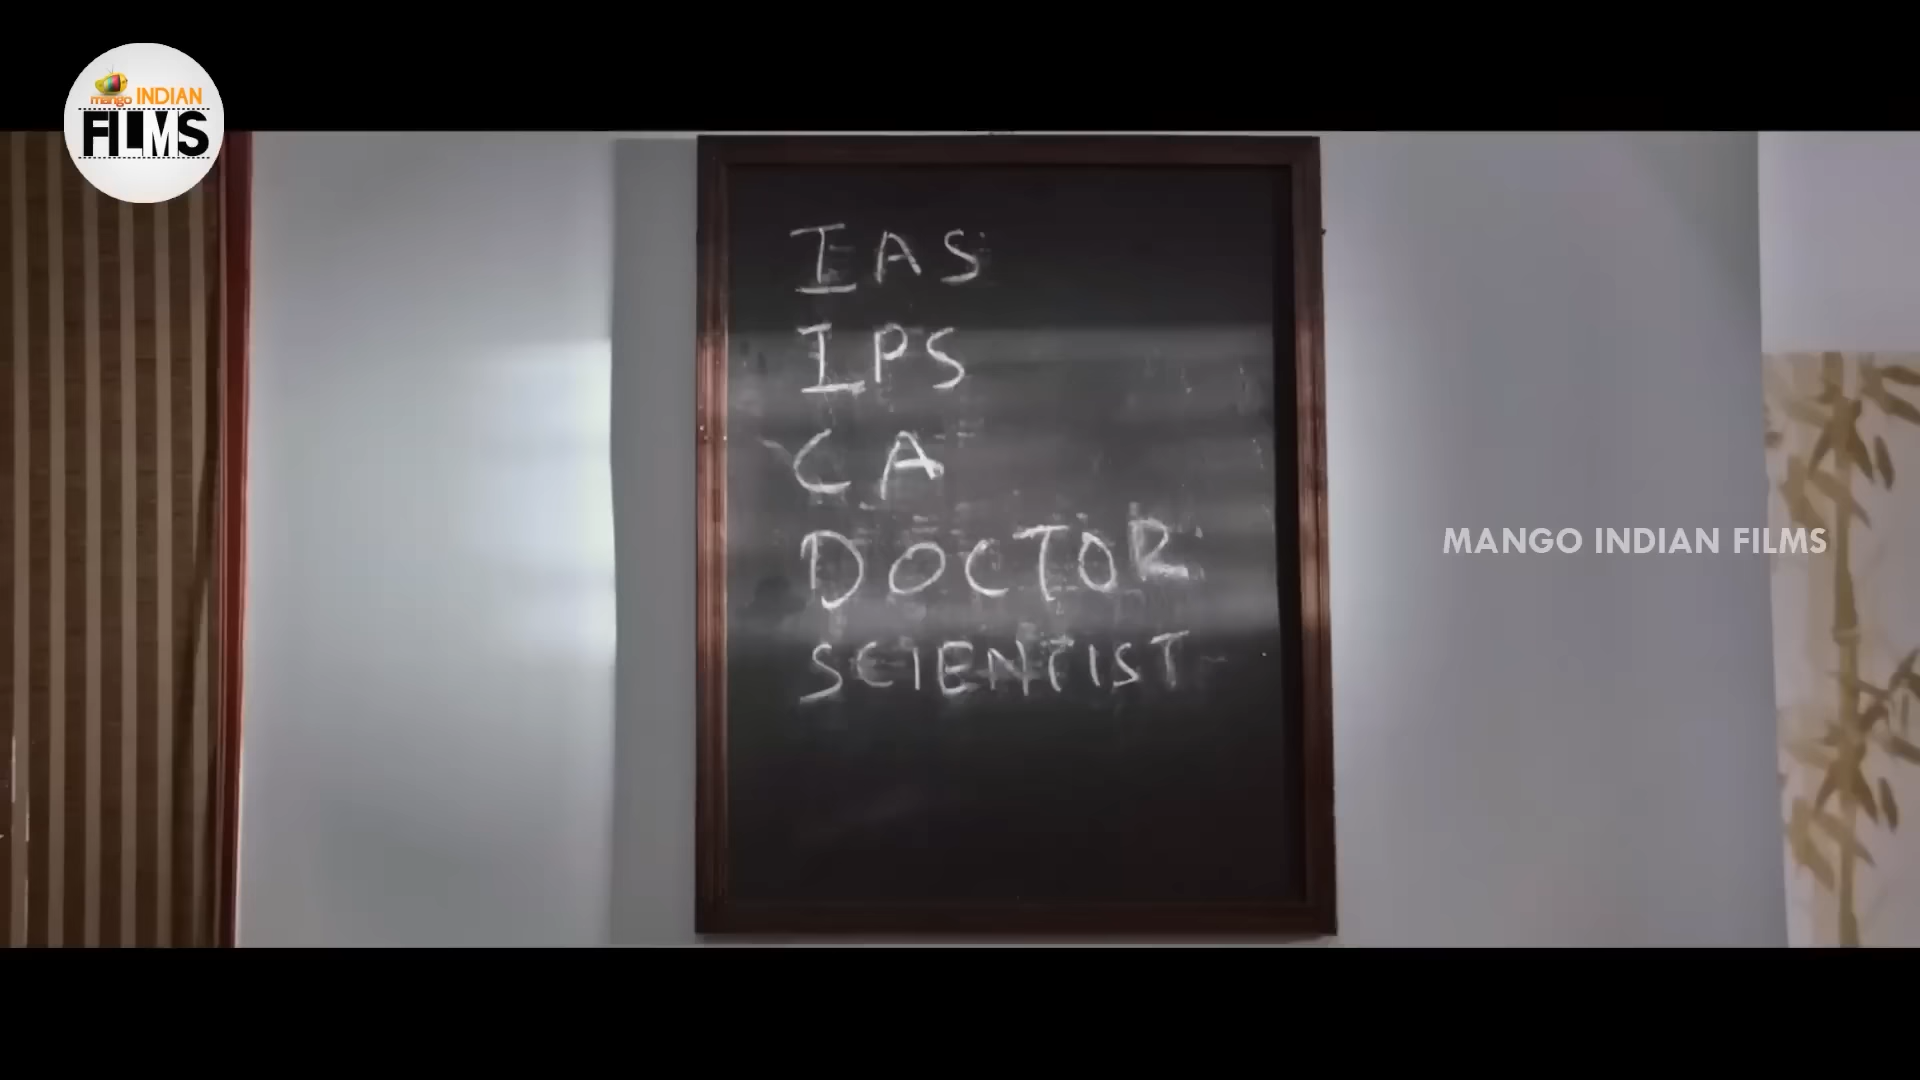 mango INDIAN
FILMS
IAS
IPS
CA
DOCTOR
SCIENTIST
MANGO INDIAN FILMS